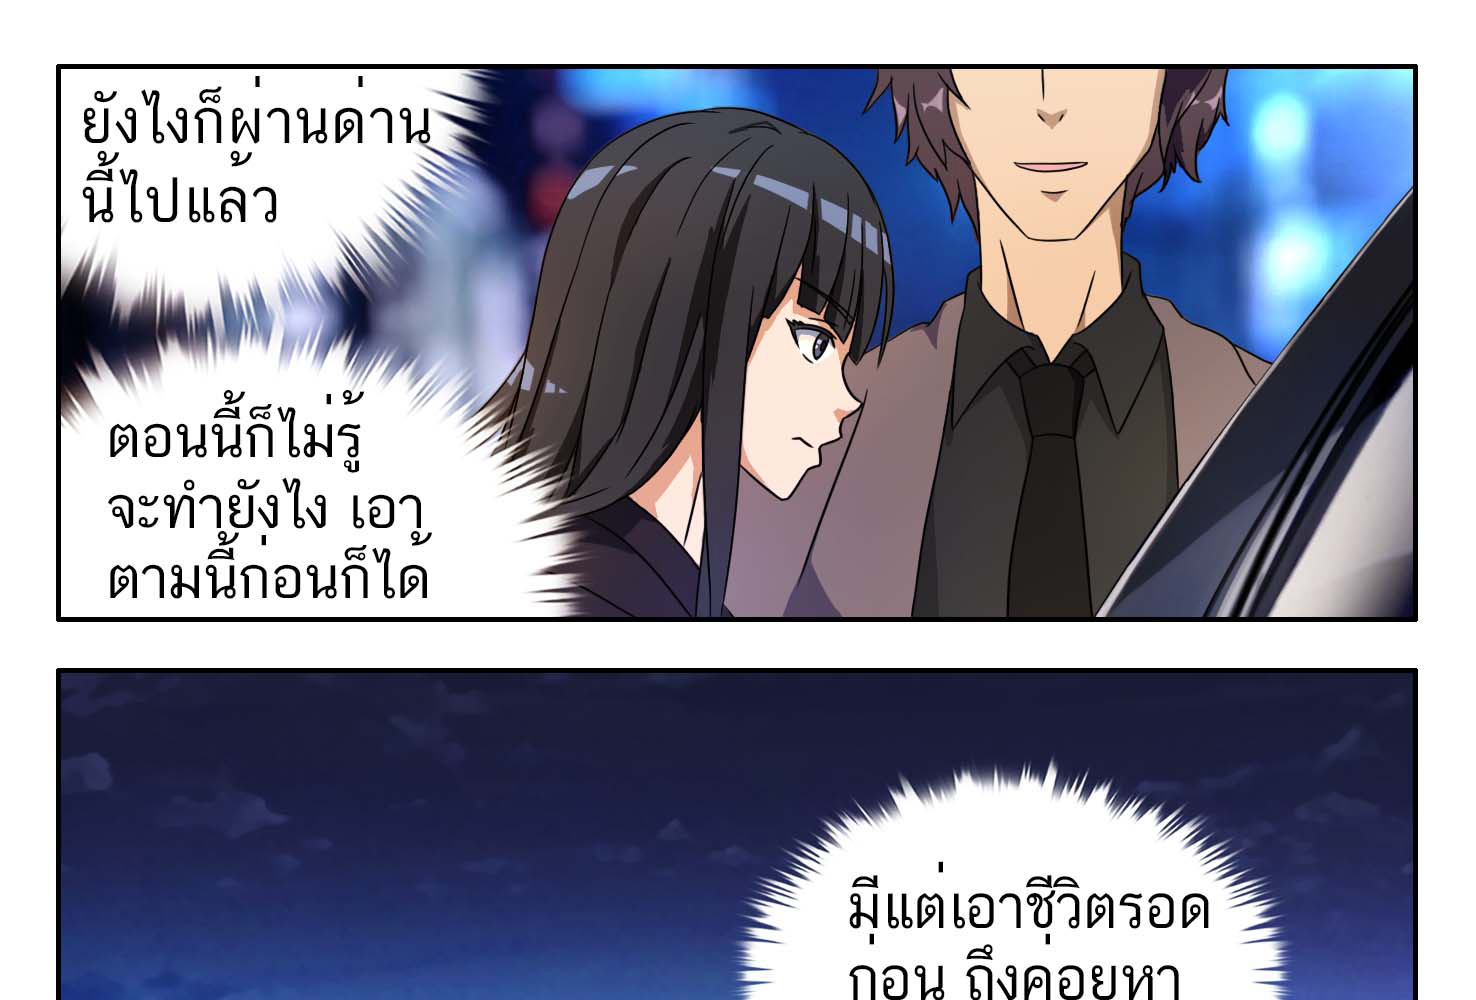 ยังไงก็ผ่านด่าน
นี้ไปแล้ว
ตอนนี้ก็ไม่รู้
จะทำยังไง เอา
ตามนี้ก่อนก็ได้
มีแต่เอาชีวิตรอด
ก่อน ถึงค่อยหา